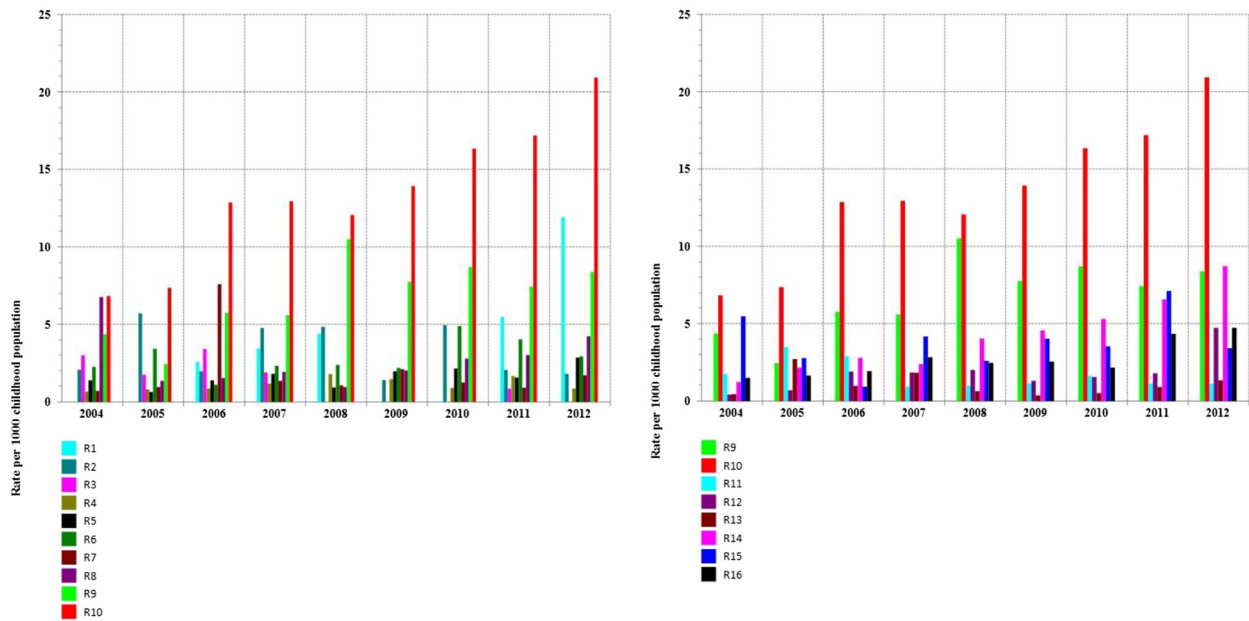 25
20
15
10
5
0
Rate per 1000 childhood population
2004 2005 2006 2007 2008 2009 2010 2011 2012
R1
R2
R3
R4
R5
R6
R7
R8
R9
R10
25
20
15
10
5
0
Rate per 1000 childhood population
2004 2005 2006 2007 2008 2009 2010 2011 2012
R9
R10
R11
R12
R13
R14
R15
R16